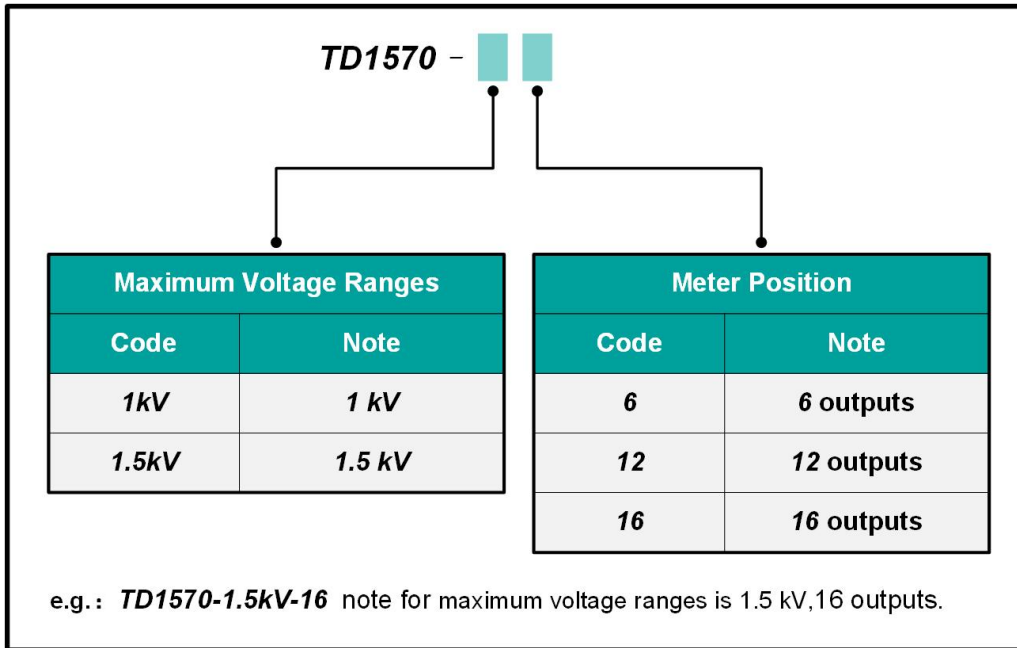 TD1570 -
Maximum Voltage Ranges
Code Note
1kV 1 kV
1.5kV 1.5 kV
Meter Position
Code Note
6 6 outputs
12 12 outputs
16 16 outputs
e.g.: TD1570-1.5kV-16 note for maximum voltage ranges is 1.5 kV,16 outputs.